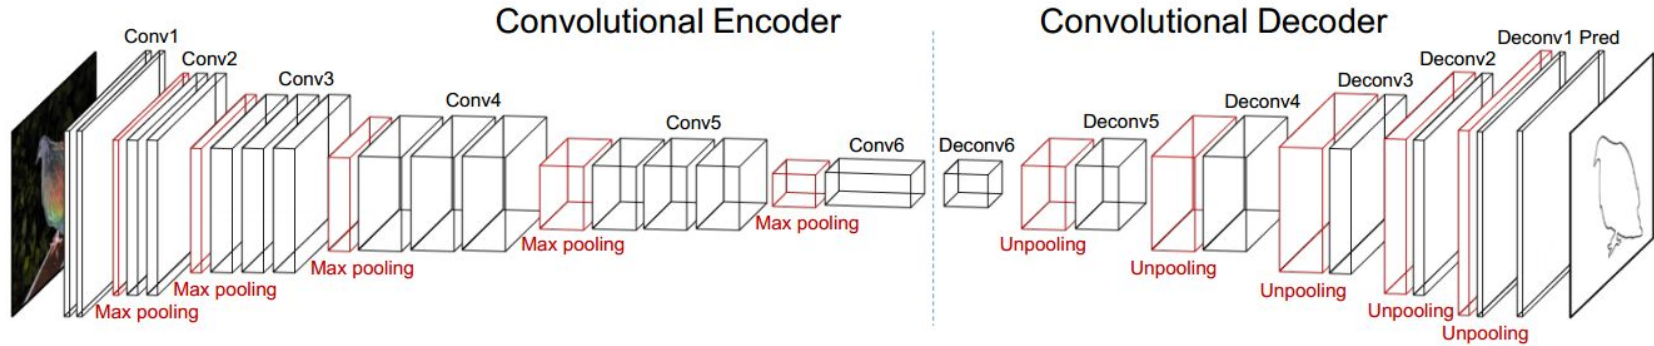 Convolutional Encoder
Convolutional Decoder
Conv1
Conv2
Conv3
Conv4
Conv5
Conv6
Deconv6
Deconv5
Deconv4
Deconv3
Deconv2
Deconv1 Pred
Max pooling
Max pooling
Max pooling
Max pooling
Max pooling
Unpooling
Unpooling
Unpooling
Unpooling
Unpooling